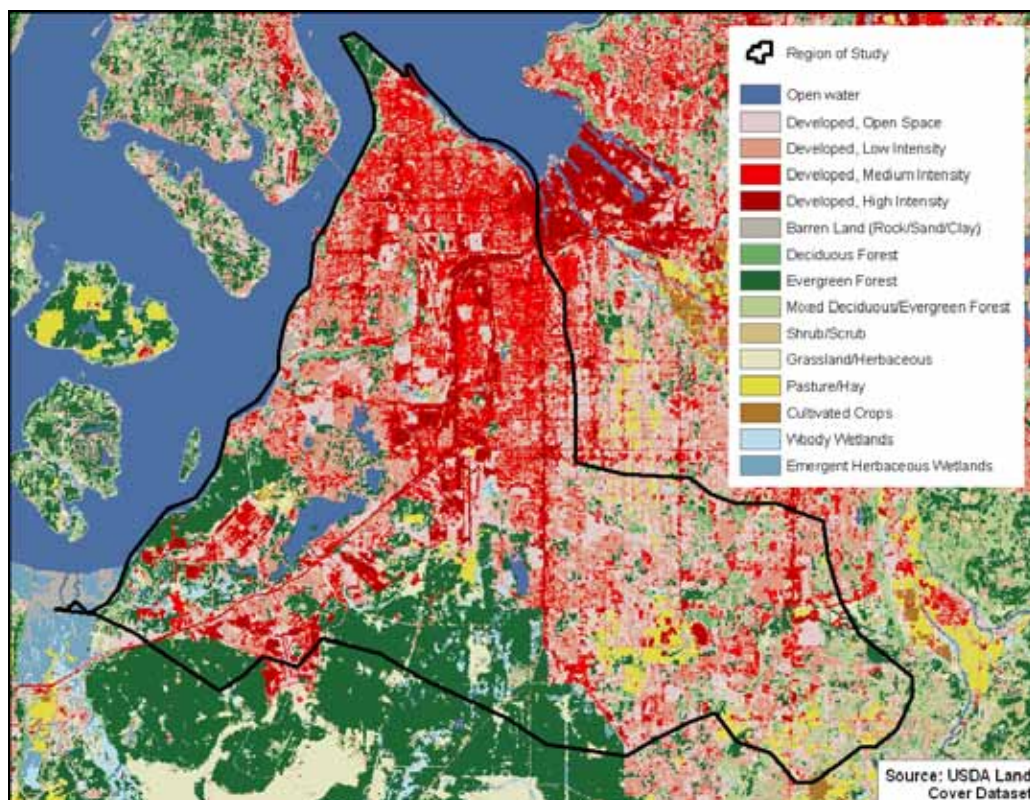 Region of Study
Open water
Developed, Open Space
Developed, Low Intensity
Developed, Medium Intensity
Developed, High Intensity
Barren Land (Rock/Sand/Clay)
Deciduous Forest
Evergreen Forest
Mixed Deciduous/Evergreen Forest
Shrub/Scrub
Grassland/Herbaceous
Pasture/Hay
Cultivated Crops
Woody Wetlands
Emergent Herbaceous Wetlands
Source: USDA Land
Cover Dataset